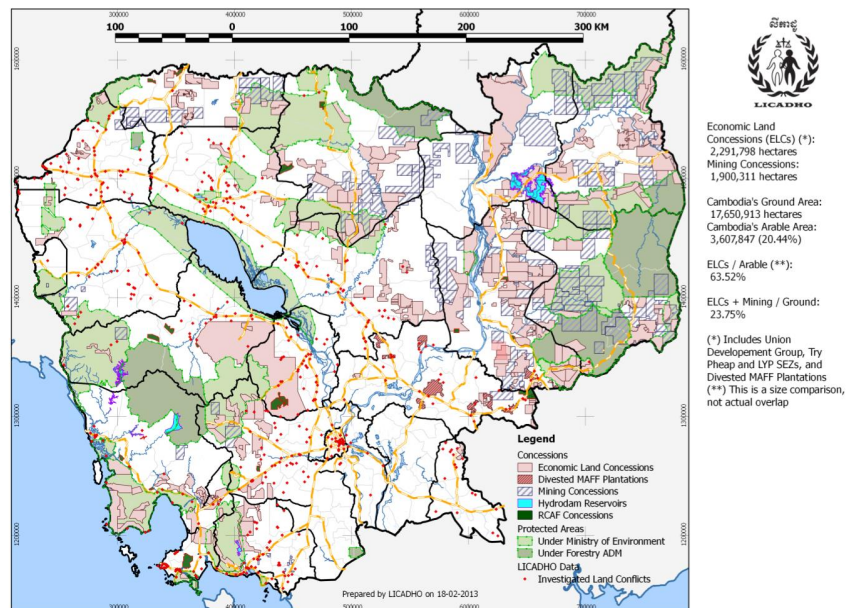 300000 400000 500000 600000 700000
100 0 100 200 300 KM
1600000
1600000
1400000
1400000
1300000
1300000
1200000
1200000
លីកាដូ
LICADHO
Economic Land
Concessions (ELCs) (*):
2,291,798 hectares
Mining Concessions:
1,900,311 hectares
Cambodia's Ground Area:
17,650,913 hectares
Cambodia's Arable Area:
3,607,847 (20.44%)
ELCs / Arable (**):
63.52%
ELCs + Mining / Ground:
23.75%
(*) Includes Union
Developement Group, Try
Pheap and LYP SEZs, and
Divested MAFF Plantations
(**) This is a size comparison,
not actual overlap
Legend
Concessions
Economic Land Concessions
Divested MAFF Plantations
Mining Concessions
Hydrodam Reservoirs
RCAF Concessions
Protected Areas
Under Ministry of Environment
Under Forestry ADM
LICADHO Data
Investigated Land Conflicts
Prepared by LICADHO on 18-02-2013